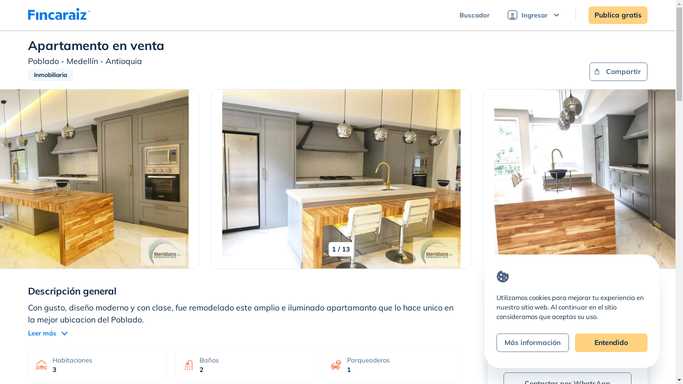 Fincaraiz
Buscador
Ingresar
Publica gratis
Apartamento en venta
Poblado - Medellín - Antioquia
Inmobiliaria
Compartir
Meridiano
Meridiano
1 / 13
Descripción general
Con gusto, diseño moderno y con clase, fue remodelado este amplio e iluminado apartamanto que lo hace unico en
la mejor ubicacion del Poblado.
Leer más
Habitaciones
3
Baños
2
Parqueaderos
1
Utilizamos cookies para mejorar tu experiencia en
nuestro sitio web. Al continuar en el sitio
consideramos que aceptas su uso.
Más información
Entendido
Contactar por WhatsApp